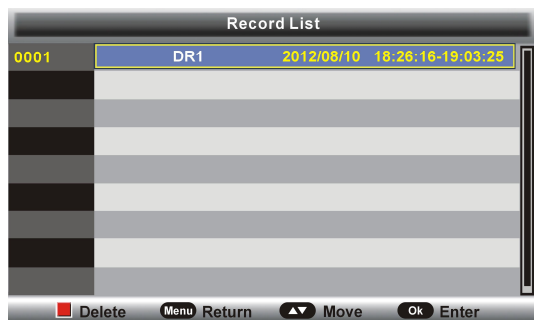 Record List
0001 DR1 2012/08/10 18:26:16-19:03:25
Delete Menu Return Move Ok Enter